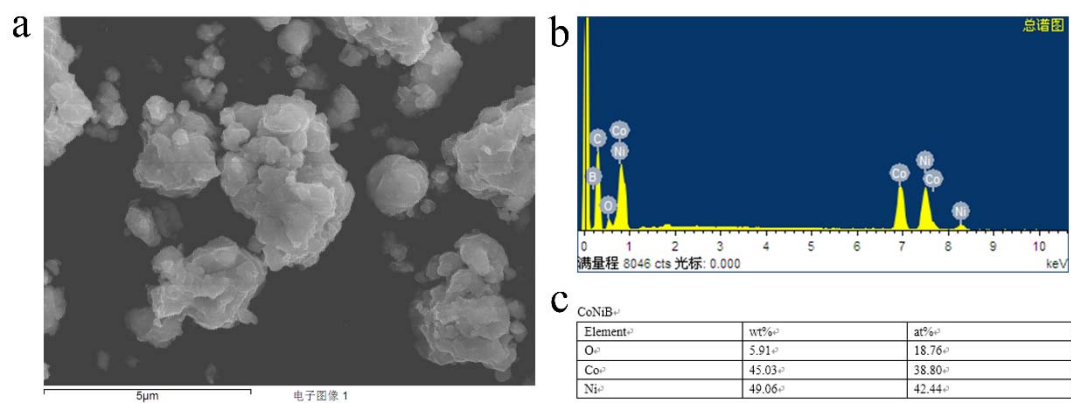 a
5μm
电子图像 1
b
总谱图
C
Co
Ni
B
O
Co
Ni
Co
Ni
0 1 2 3 4 5 6 7 8 9 10
满量程 8046 cts 光标: 0.000 keV
c
CoNiB
Element wt% at%
O 5.91 18.76
Co 45.03 38.80
Ni 49.06 42.44